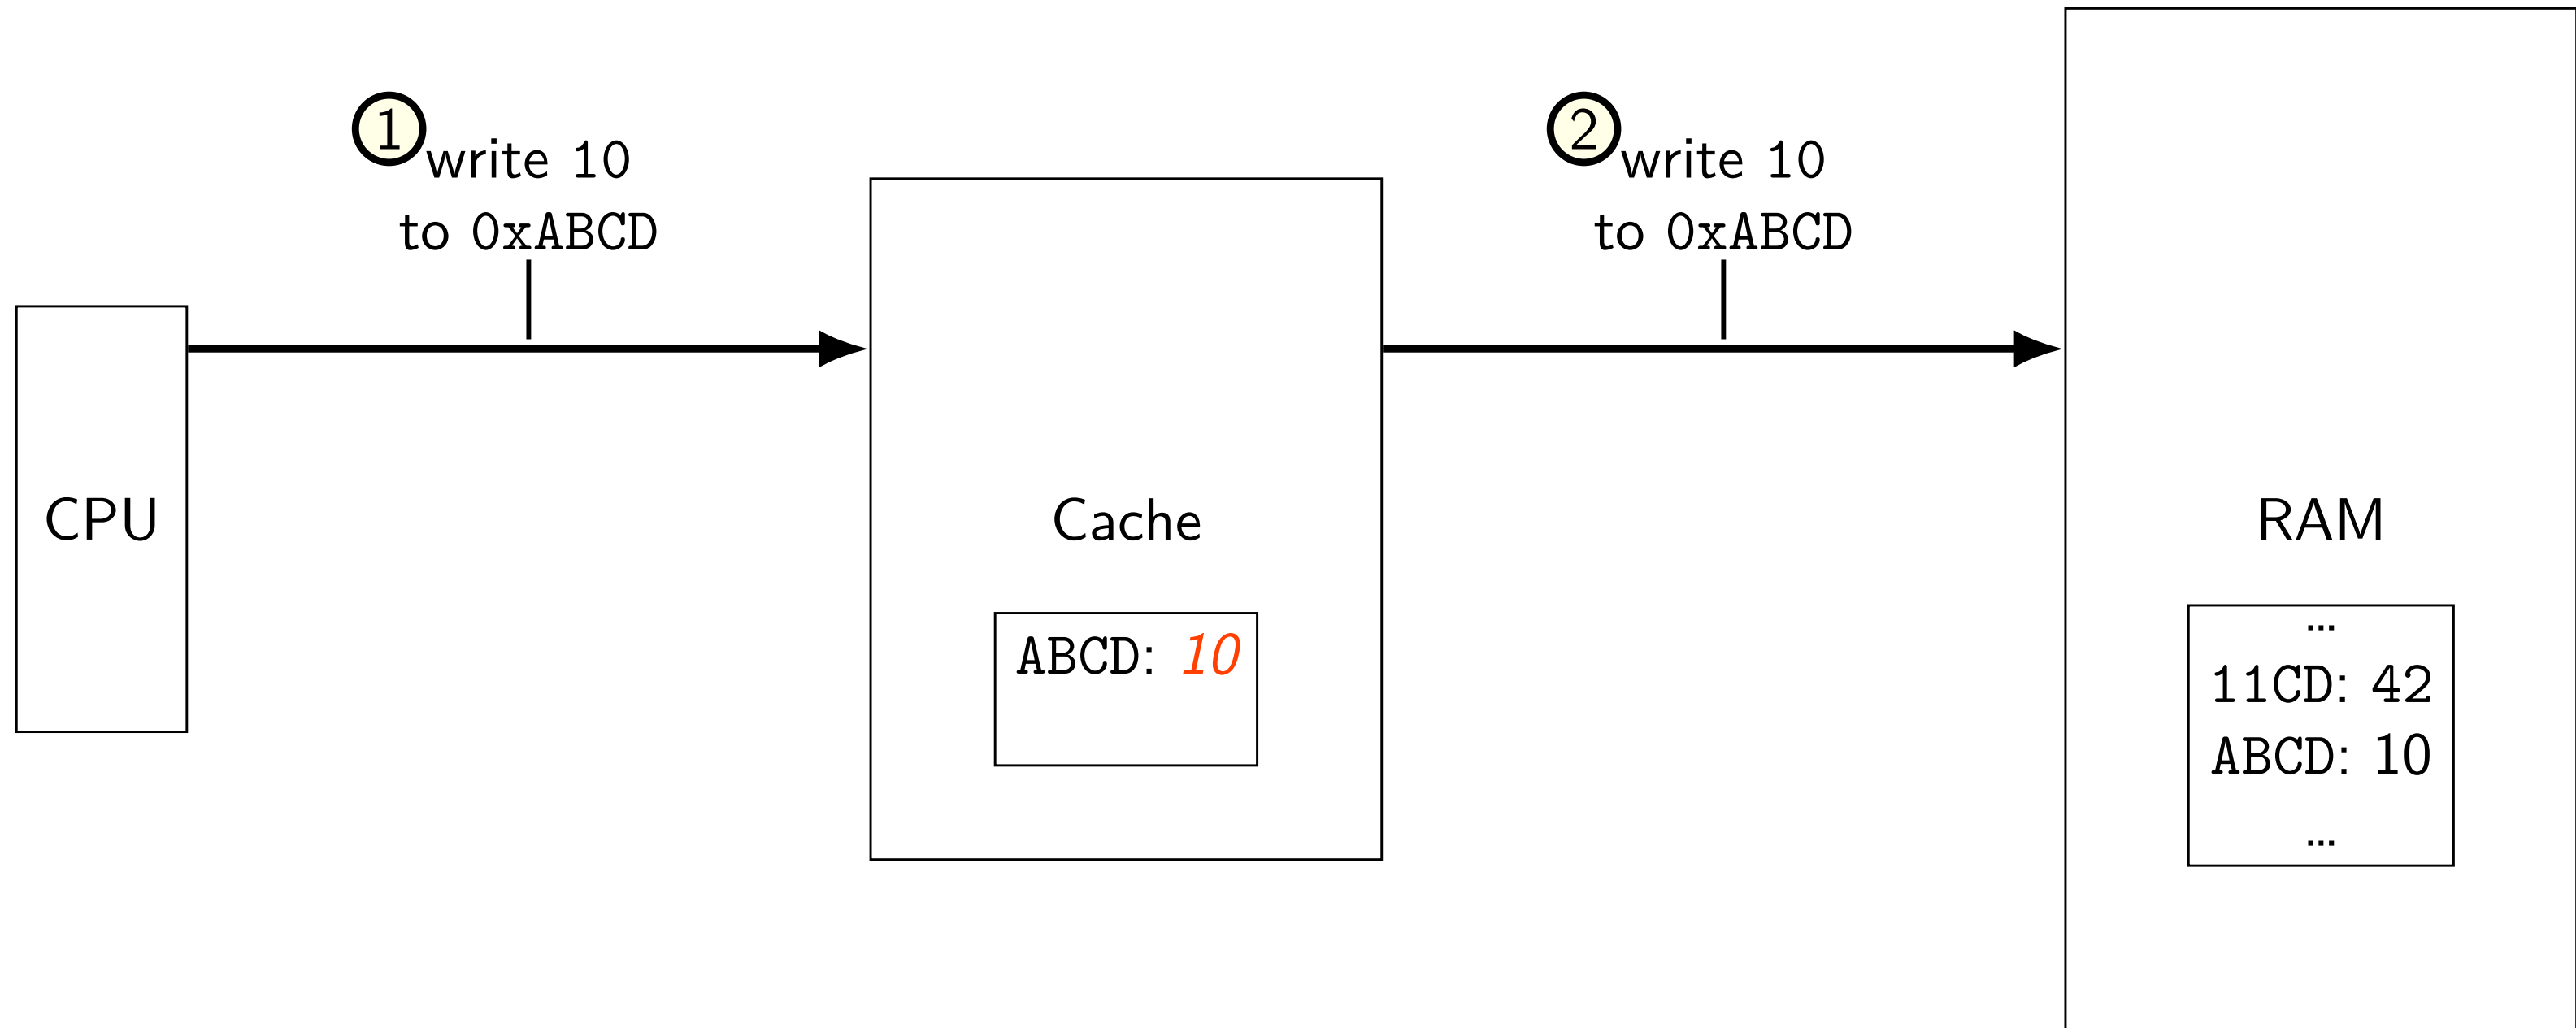 1
write 10
to 0xABCD
2
write 10
to 0xABCD
CPU
Cache
RAM
ABCD: 10
...
11CD: 42
ABCD: 10
...